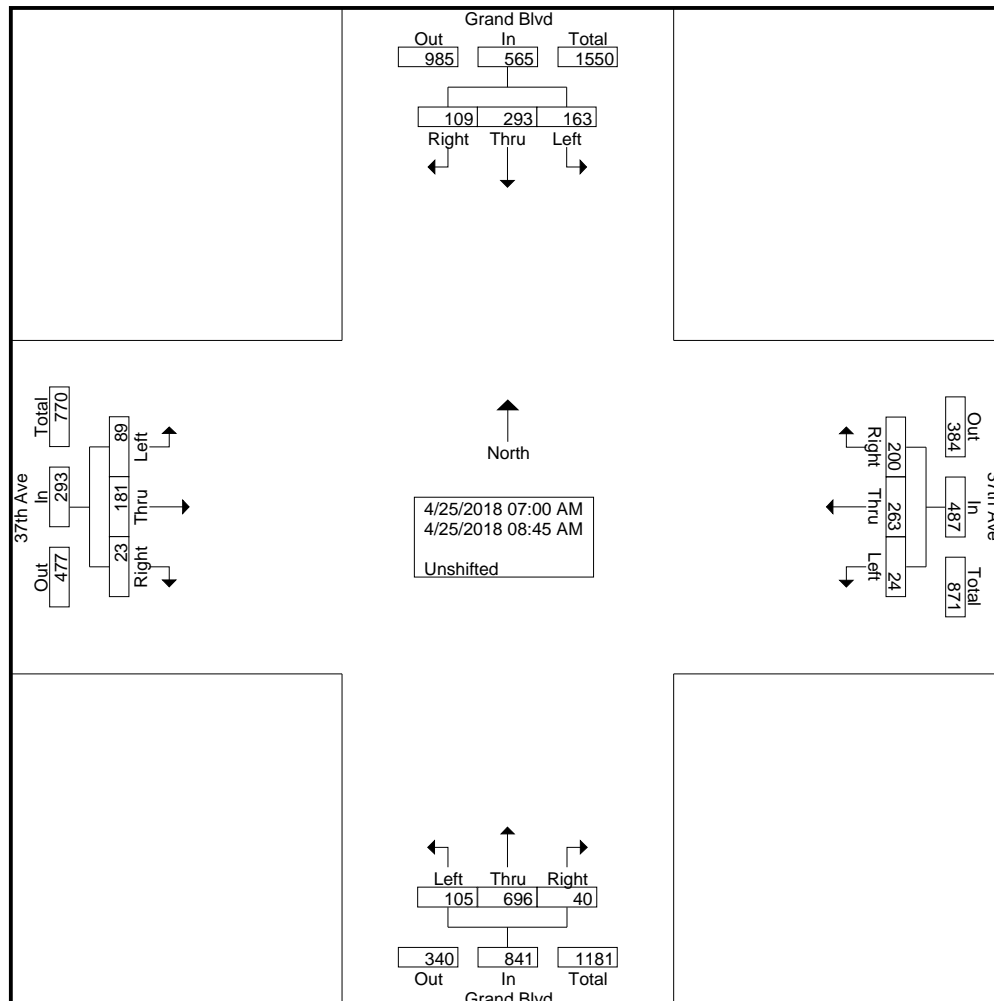 Grand Blvd
Out In Total
985 565 1550
109 293 163
Right Thru Left
37th Ave
Total In Out
770 293 477
89 181 23
Left Thru Right
North
4/25/2018 07:00 AM
4/25/2018 08:45 AM
Unshifted
Right Thru Left
200 263 24
Out In Total
384 487 871
37th Ave
Left Thru Right
105 696 40
340 841 1181
Out In Total
Grand Blvd